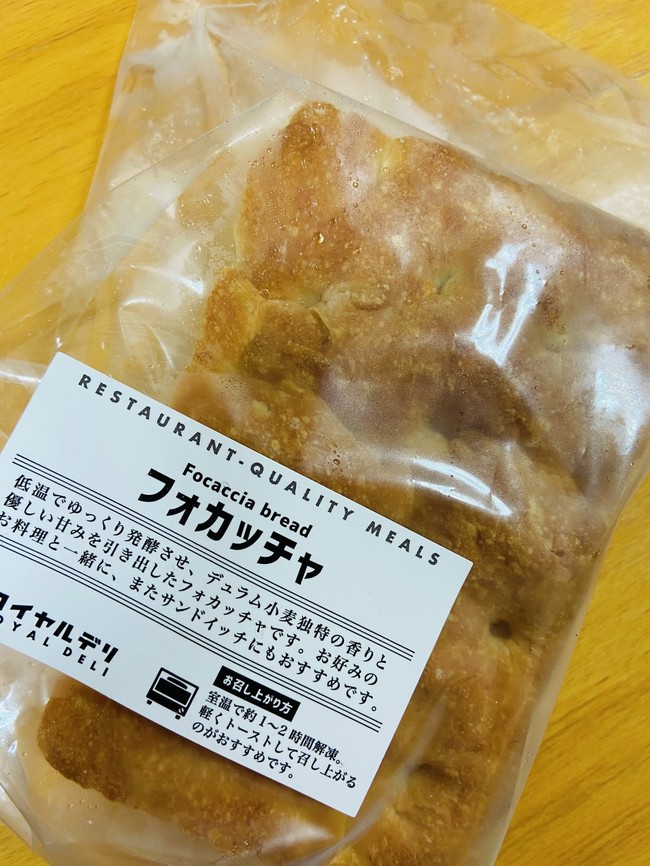 RESTAURANT-QUALITY MEALS
Focaccia bread
フォカッチャ
低温でゆっくり発酵させ、デュラム小麦独特の香りと
優しい甘みを引き出したフォカッチャです。お好みの
お料理と一緒に、またサンドイッチにもおすすめです。
ロイヤルデリ
ROYAL DELI
お召し上がり方
室温で約1〜2時間解凍。
軽くトーストして召し上がる
のがおすすめです。